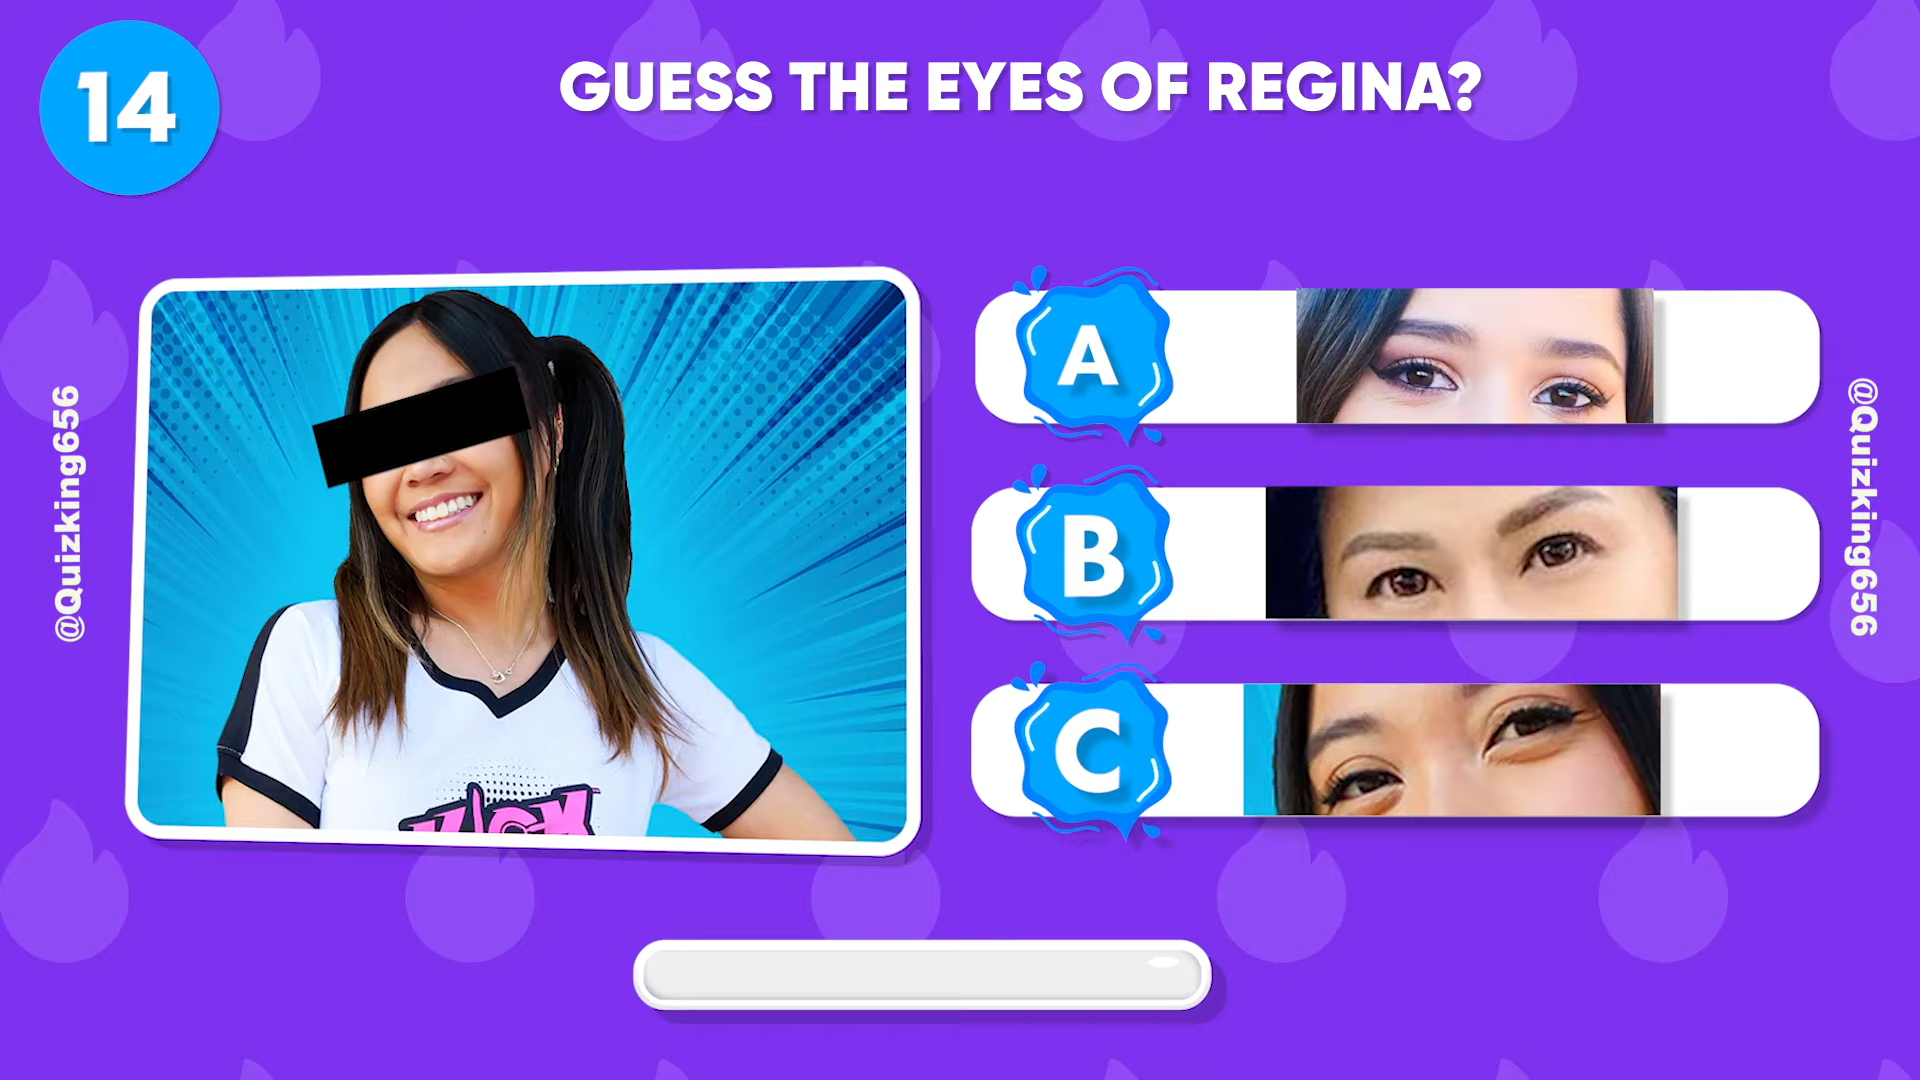 14
GUESS THE EYES OF REGINA?
@Quizking656
A
B
C
@Quizking656